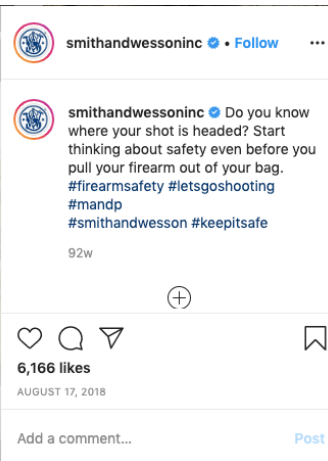 smithandwessoninc • Follow
smithandwessoninc Do you know
where your shot is headed? Start
thinking about safety even before you
pull your firearm out of your bag.
#firearmsafety #letsgoshooting
#mandp
#smithandwesson #keepitsafe
92w
6,166 likes
AUGUST 17, 2018
Add a comment...
Post